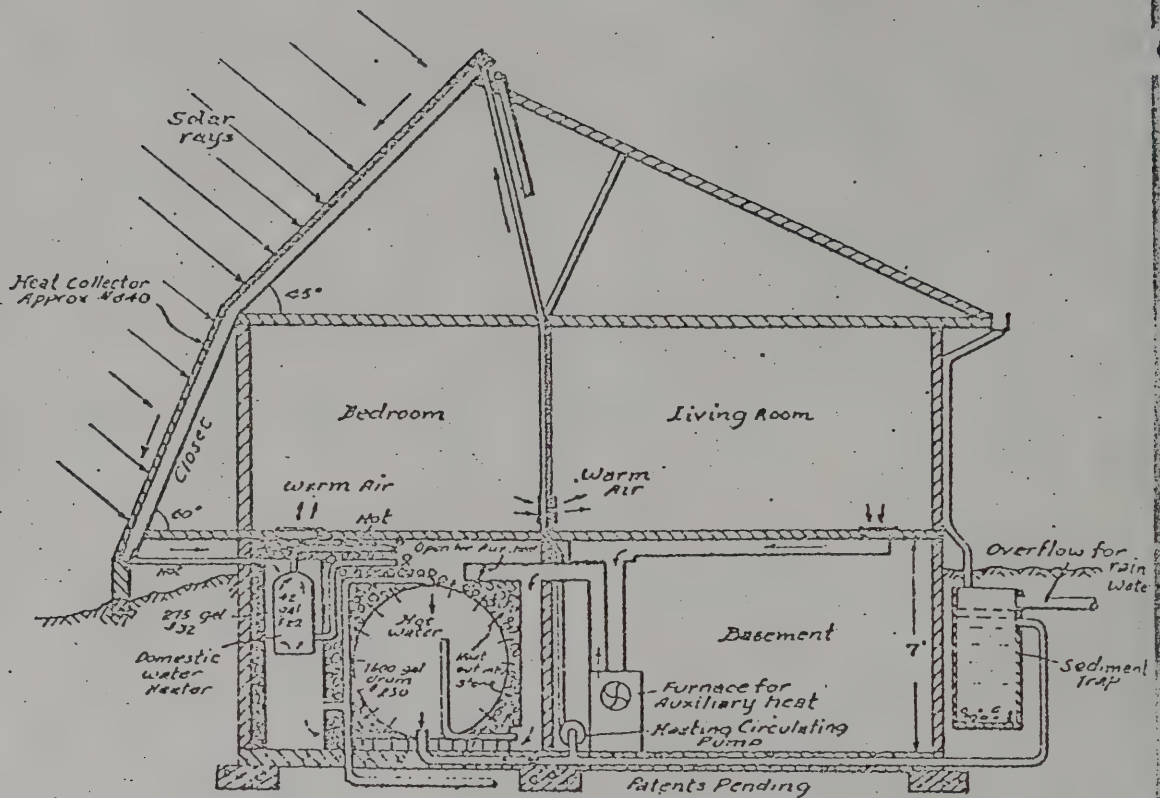 Solar
rays
Heat Collector
Approx $840
45°
Bedroom
Living Room
Closet
Warm Air
Warm
Air
60°
Hot
Hot
Overflow for
rain
Wate
275 gal
$32
42
gal
Hot
Water
1600 gal
drum
$250
Domestic
Water
Heater
Basement
7'
Sediment
Trap
Furnace for
Auxiliary heat
Heating Circulating
Pump
Patents Pending